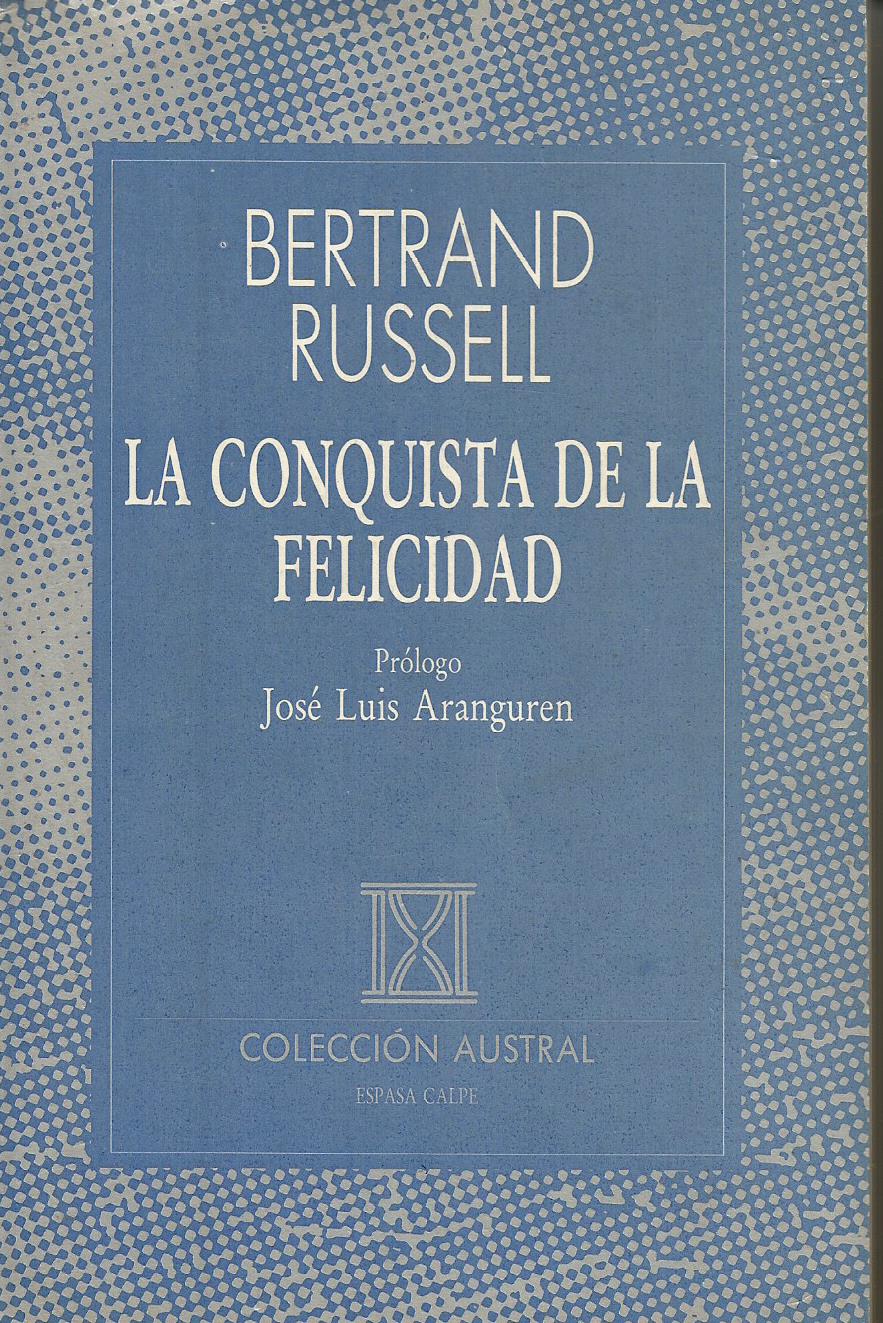 BERTRAND
RUSSELL
LA CONQUISTA DE LA
FELICIDAD
Prólogo
José Luis Aranguren
COLECCIÓN AUSTRAL
ESPASA CALPE